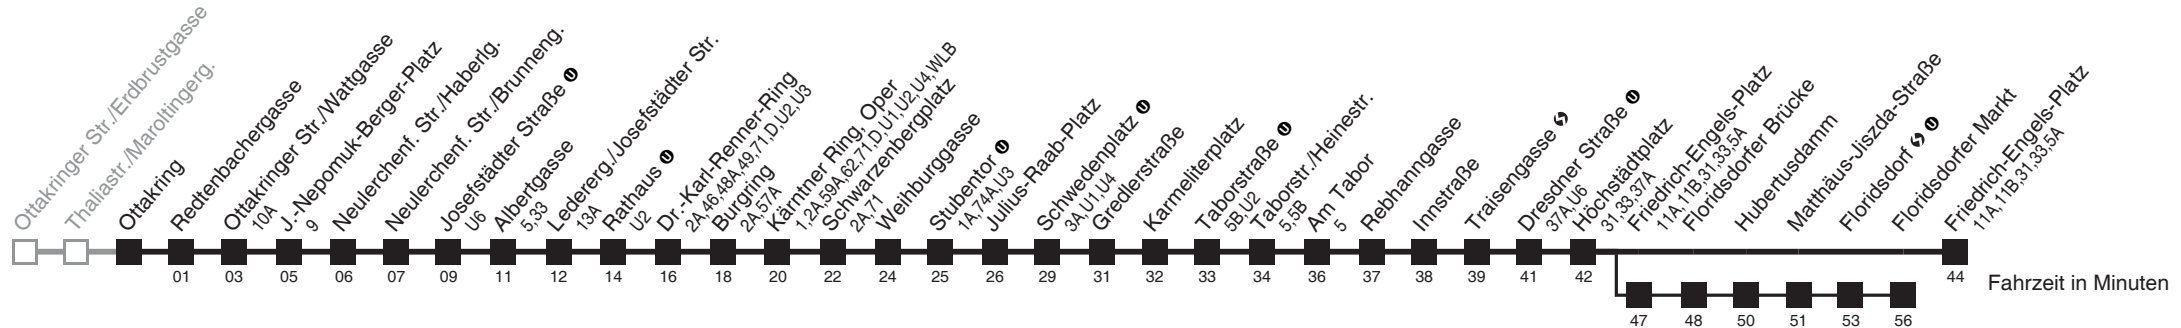 Ottakringer Str./Erdbrustgasse
Thaliastr./Maroltingerg.
Ottakring
Redtenbachergasse
Ottakringer Str./Wattgasse
10A
J.-Nepomuk-Berger-Platz
9
Neulerchenf. Str./Haberlg.
Neulerchenf. Str./Brunneng.
Josefstädter Straße U
U6
Albertgasse
5,33
Ledererg./Josefstädter Str.
13A
Rathaus U
U2
Dr.-Karl-Renner-Ring
2A,46,48A,49,71,D,U2,U3
Burgring
2A,57A
Kärntner Ring, Oper
1,2A,59A,62,71,D,U1,U2,U4,WLB
Schwarzenbergplatz
2A,71
Weihburggasse
Stubentor U
1A,74A,U3
Julius-Raab-Platz
Schwedenplatz U
3A,U1,U4
Gredlerstraße
Karmeliterplatz
Taborstraße U
5B,U2
Taborstr./Heinestr.
5,5B
Am Tabor
5
Rebhanngasse
Innstraße
Traisengasse S
Dresdner Straße U
37A,U6
Höchstädtplatz
31,33,37A
Friedrich-Engels-Platz
11A,11B,31,33,5A
Floridsdorfer Brücke
Hubertusdamm
Matthäus-Jiszda-Straße
Floridsdorf S U
Floridsdorfer Markt
Friedrich-Engels-Platz
11A,11B,31,33,5A
01 03 05 06 07 09 11 12 14 16 18 20 22 24 25 26 29 31 32 33 34 36 37 38 39 41 42 44
Fahrzeit in Minuten
47 48 50 51 53 56